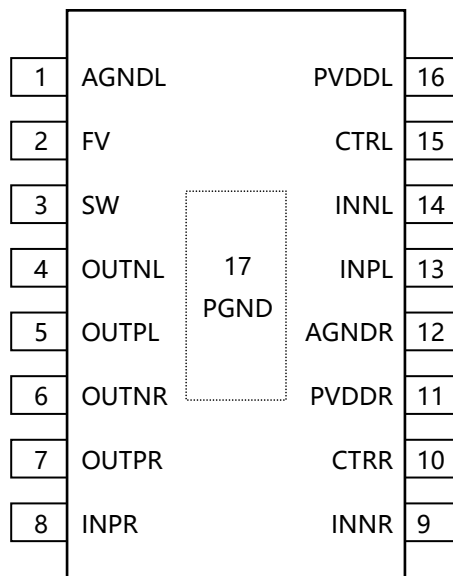 1 AGNDL PVDDL 16
2 FV CTRL 15
3 SW INNL 14
4 OUTNL 17 INPL 13
5 OUTPL PGND AGNDR 12
6 OUTNR PVDDR 11
7 OUTPR CTRR 10
8 INPR INNR 9